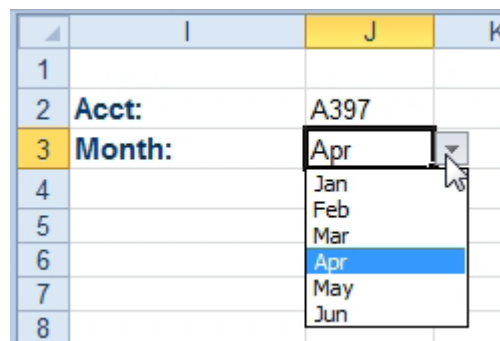 I J K
1
2 Acct: A397
3 Month: Apr
4 Jan
Feb
5 Mar
6 Apr
7 May
8 Jun